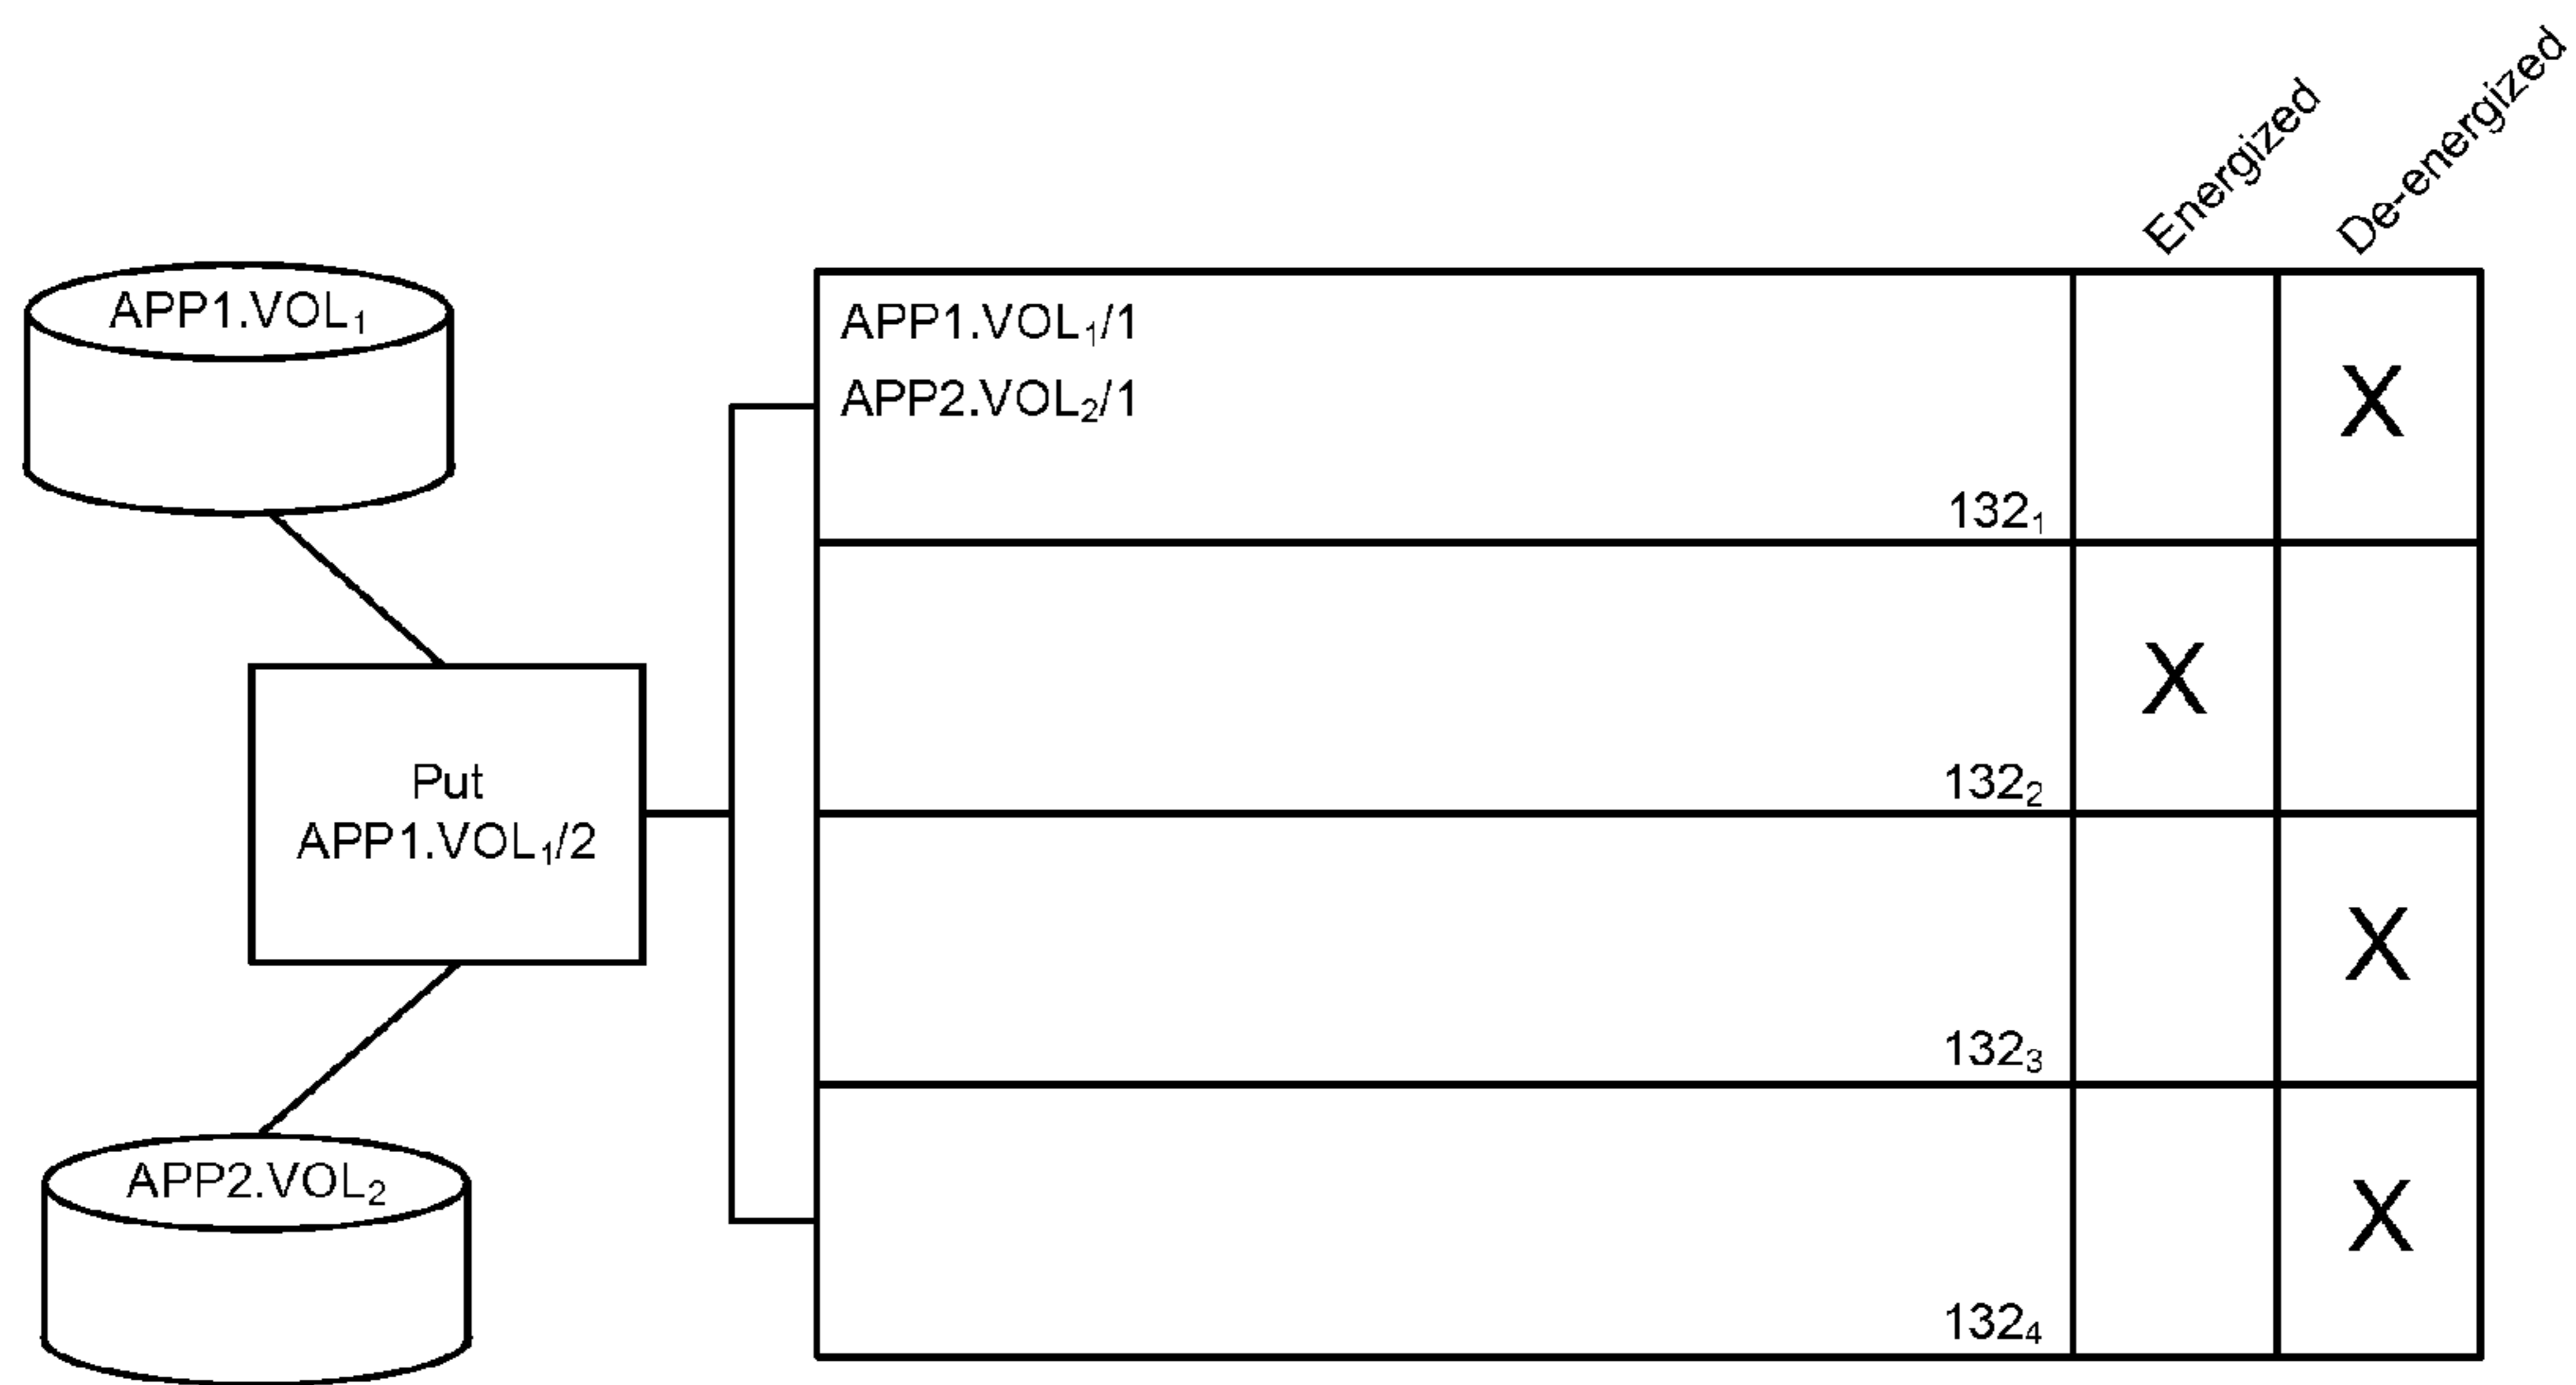 Energized
De-energized
APP1.VOL₁
APP1.VOL₁/1
APP2.VOL₂/1
X
132₁
X
132₂
Put
APP1.VOL₁/2
X
132₃
APP2.VOL₂
X
132₄